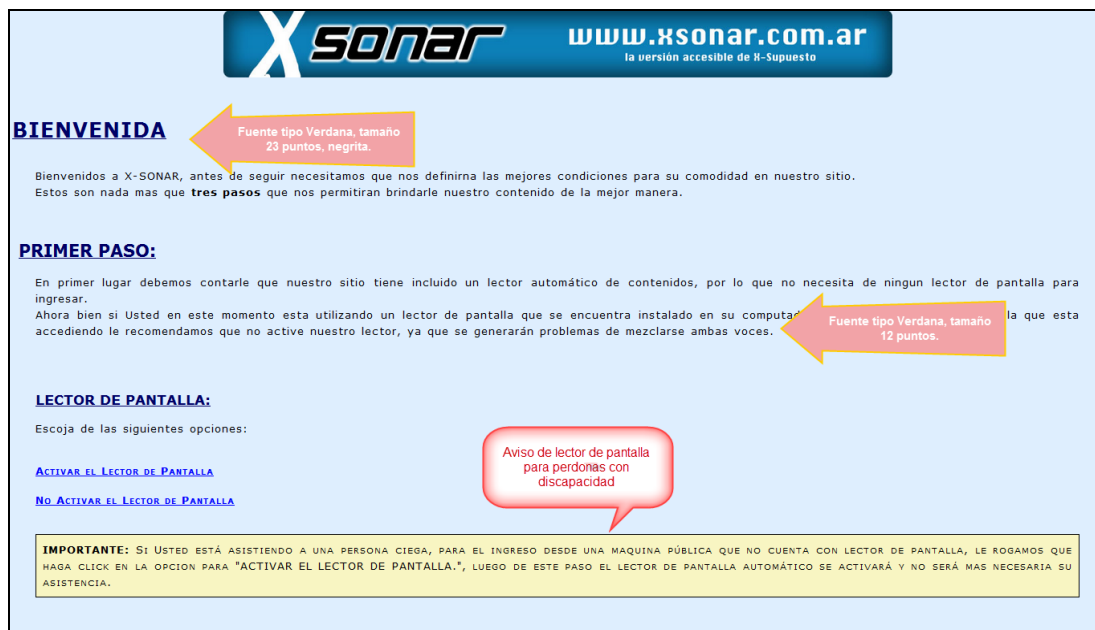 X sonar
www.xsonar.com.ar
la versión accesible de X-Supuesto
BIENVENIDA
Fuente tipo Verdana, tamaño
23 puntos, negrita.
Bienvenidos a X-SONAR, antes de seguir necesitamos que nos definirna las mejores condiciones para su comodidad en nuestro sitio.
Estos son nada mas que tres pasos que nos permitiran brindarle nuestro contenido de la mejor manera.
PRIMER PASO:
En primer lugar debemos contarle que nuestro sitio tiene incluido un lector automático de contenidos, por lo que no necesita de ningun lector de pantalla para
ingresar.
Ahora bien si Usted en este momento esta utilizando un lector de pantalla que se encuentra instalado en su computad la que esta
accediendo le recomendamos que no active nuestro lector, ya que se generarán problemas de mezclarse ambas voces.
Fuente tipo Verdana, tamaño
12 puntos.
LECTOR DE PANTALLA:
Escoja de las siguientes opciones:
Activar el Lector de Pantalla
No Activar el Lector de Pantalla
Aviso de lector de pantalla
para perdonas con
discapacidad
IMPORTANTE: Si Usted está asistiendo a una persona ciega, para el ingreso desde una maquina pública que no cuenta con lector de pantalla, le rogamos que
haga click en la opcion para "ACTIVAR EL LECTOR DE PANTALLA.", luego de este paso el lector de pantalla automático se activará y no será mas necesaria su
asistencia.